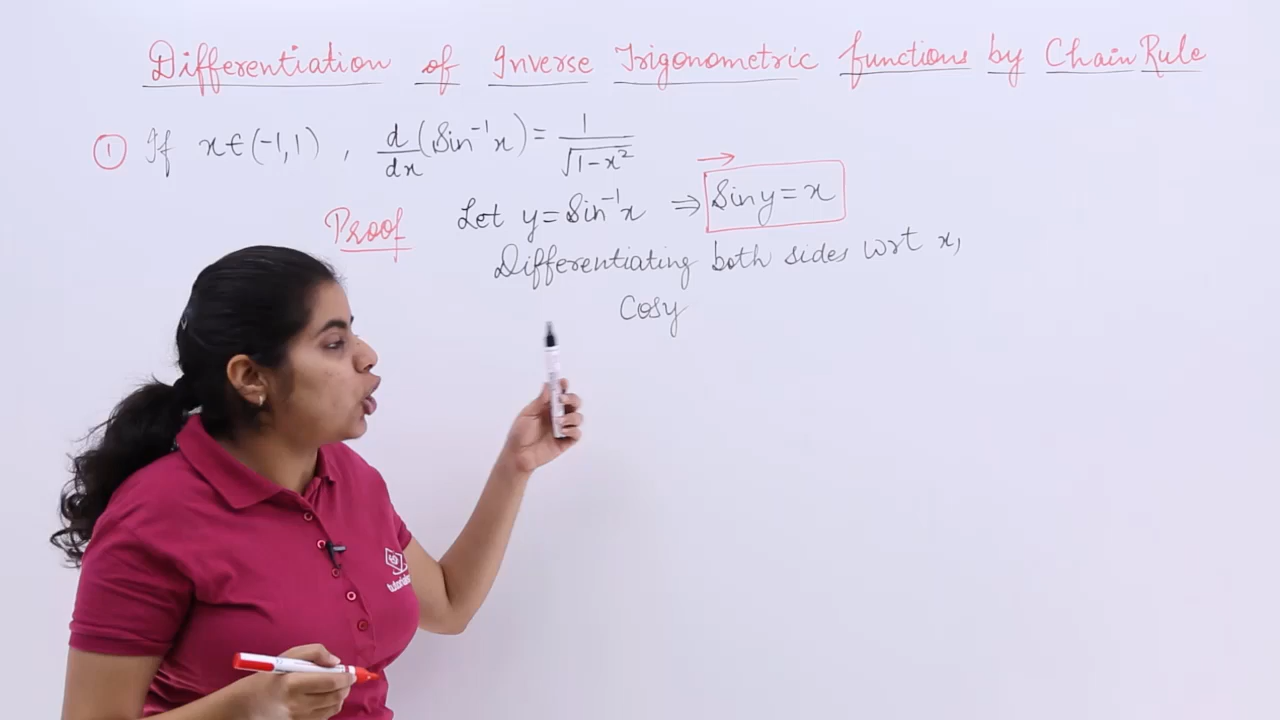 Differentiation of Inverse Trigonometric functions by Chain Rule
① If x∈(-1,1) , d/dx (Sin⁻¹x) = 1/√(1-x²)
Proof Let y = Sin⁻¹x ⇒ Sin y = x
Differentiating both sides wrt x,
Cosy